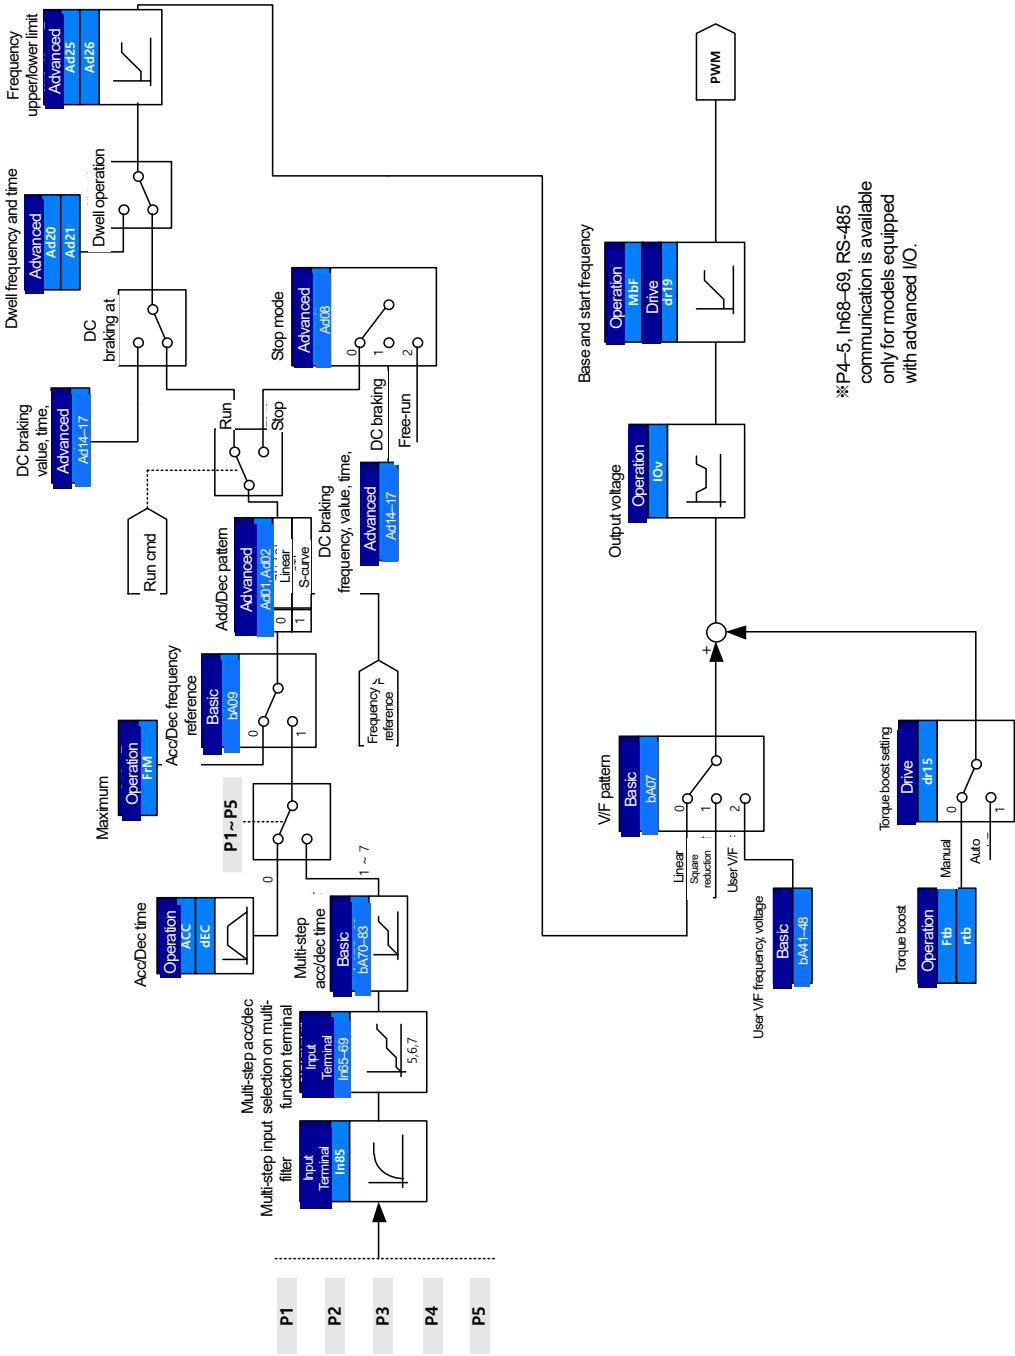 P1
P2
P3
P4
P5
Multi-step input
filter
Input
Terminal
In85
Multi-step acc/dec
selection on multi-
function terminal
Input
Terminal
In65–69
5,6,7
Multi-step
acc/dec time
Basic
bA70–83
Acc/Dec time
Operation
ACC
dEC
0
1 ~ 7
P1~P5
Maximum
Operation
FrM
Acc/Dec frequency
reference
Basic
bA09
0
1
Frequency
reference
Add/Dec pattern
Advanced
Ad01, Ad02
0
Linear
1
S-curve
Run cmd
Run
Stop
DC braking
frequency, value, time,
Advanced
Ad14–17
Stop mode
Advanced
Ad08
0
1
2
DC braking
Free-run
DC braking
value, time,
Advanced
Ad14–17
DC
braking at
Dwell frequency and time
Advanced
Ad20
Ad21
Dwell operation
Frequency
upper/lower limit
Advanced
Ad25
Ad26
User V/F frequency, voltage
Basic
bA41–48
V/F pattern
Basic
bA07
0
1
2
Linear
Square
reduction
User V/F
Torque boost
Operation
Ftb
rtb
Torque boost setting
Drive
dr15
0
1
Manual
Auto
+
Output voltage
Operation
IOv
Base and start frequency
Operation
MbF
Drive
dr19
PWM
※P4–5, In68–69, RS-485
communication is available
only for models equipped
with advanced I/O.